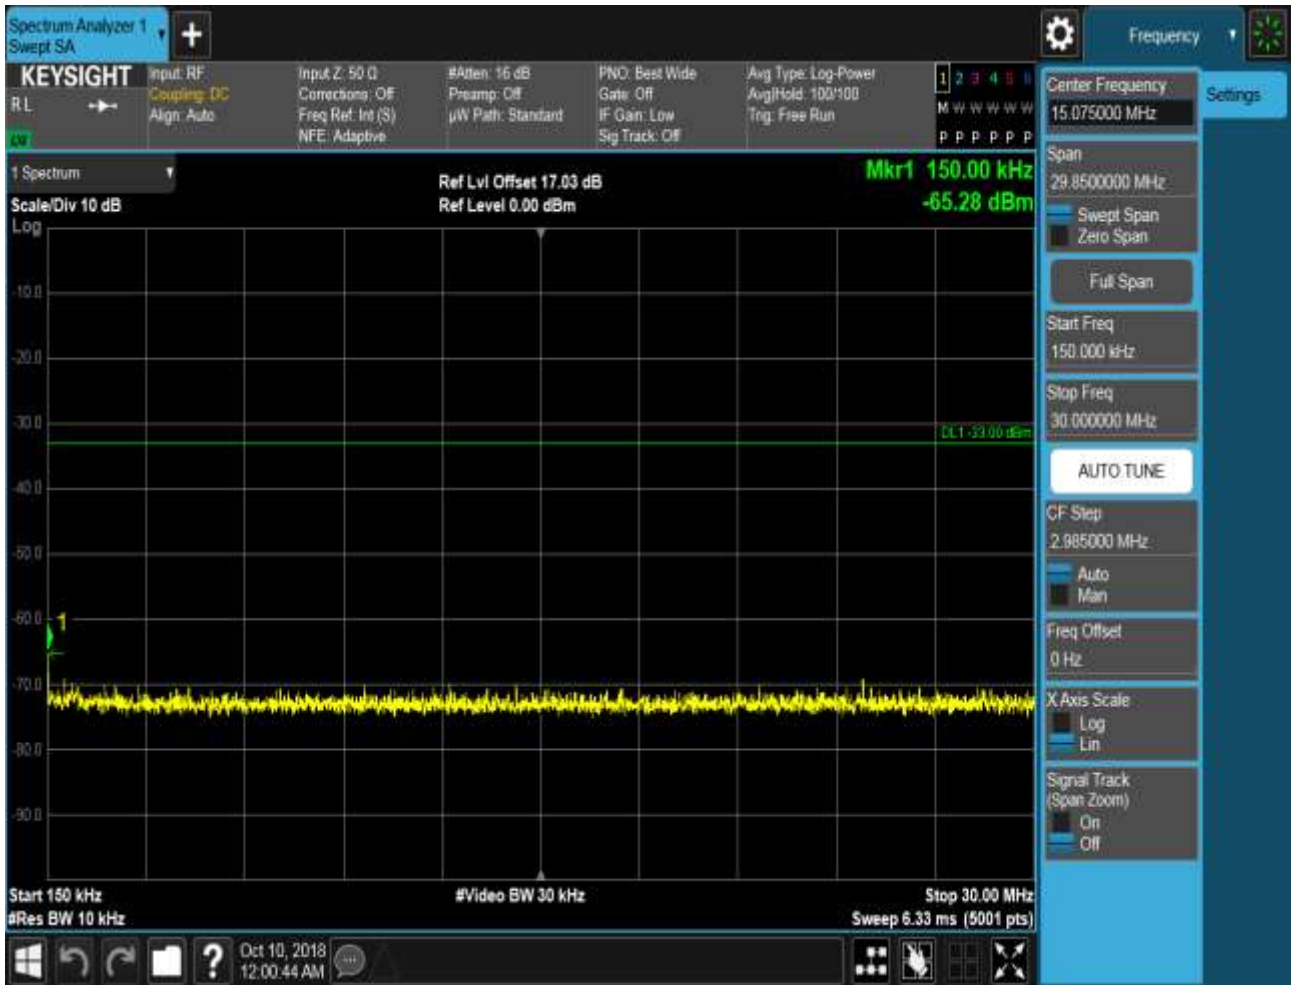 Spectrum Analyzer 1
Swept SA
Frequency
KEYSIGHT
RL
Input: RF
Coupling: DC
Align: Auto
Input Z: 50 Ω
Corrections: Off
Freq Ref: Int (S)
NFE: Adaptive
#Atten: 16 dB
Preamp: Off
µW Path: Standard
PNO: Best Wide
Gate: Off
IF Gain: Low
Sig Track: Off
Avg Type: Log-Power
Avg|Hold: 100/100
Trig: Free Run
1 2 3 4 5 6
M W W W W W
P P P P P P
1 Spectrum
Scale/Div 10 dB
Log
Ref Lvl Offset 17.03 dB
Ref Level 0.00 dBm
Mkr1 150.00 kHz
-65.28 dBm
-10.0
-20.0
-30.0
DL1 -33.00 dBm
-40.0
-50.0
-60.0
1
-70.0
-80.0
-90.0
Start 150 kHz
#Video BW 30 kHz
Stop 30.00 MHz
#Res BW 10 kHz
Sweep 6.33 ms (5001 pts)
Center Frequency
15.075000 MHz
Settings
Span
29.8500000 MHz
Swept Span
Zero Span
Full Span
Start Freq
150.000 kHz
Stop Freq
30.000000 MHz
AUTO TUNE
CF Step
2.985000 MHz
Auto
Man
Freq Offset
0 Hz
X Axis Scale
Log
Lin
Signal Track
(Span Zoom)
On
Off
?
Oct 10, 2018
12:00:44 AM